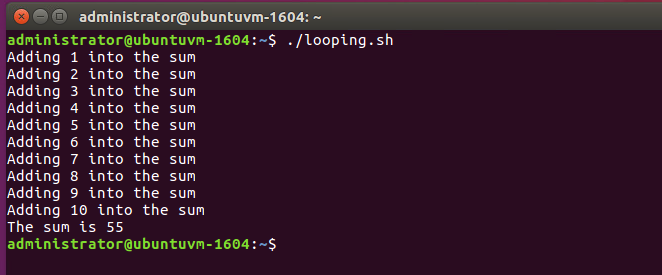 administrator@ubuntuvm-1604: ~
administrator@ubuntuvm-1604:~$ ./looping.sh
Adding 1 into the sum
Adding 2 into the sum
Adding 3 into the sum
Adding 4 into the sum
Adding 5 into the sum
Adding 6 into the sum
Adding 7 into the sum
Adding 8 into the sum
Adding 9 into the sum
Adding 10 into the sum
The sum is 55
administrator@ubuntuvm-1604:~$